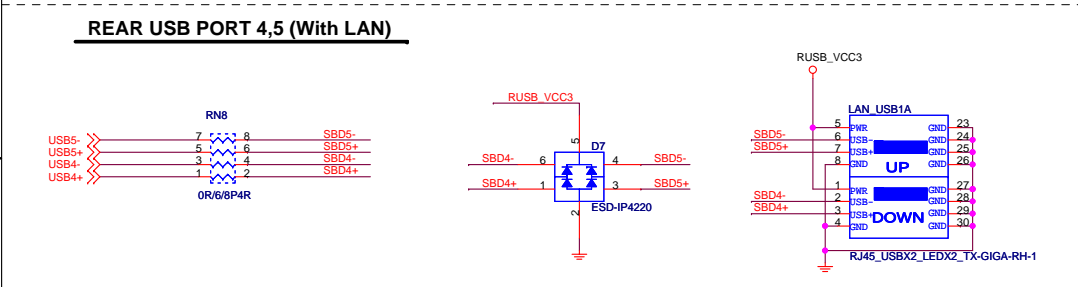 REAR USB PORT 4,5 (With LAN)
RN8
USB5- 7 8 SBD5-
USB5+ 5 6 SBD5+
USB4- 3 4 SBD4-
USB4+ 1 2 SBD4+
0R/6/8P4R
RUSB_VCC3
5 D7
SBD4- 6 4 SBD5-
SBD4+ 1 3 SBD5+
2 ESD-IP4220
RUSB_VCC3
LAN_USB1A
5 PWR GND 23
SBD5- 6 USB- GND 24
SBD5+ 7 USB+ GND 25
8 GND GND 26
UP
1 PWR GND 27
SBD4- 2 USB- GND 28
SBD4+ 3 USB+ GND 29
DOWN
4 GND GND 30
RJ45_USBX2_LEDX2_TX-GIGA-RH-1